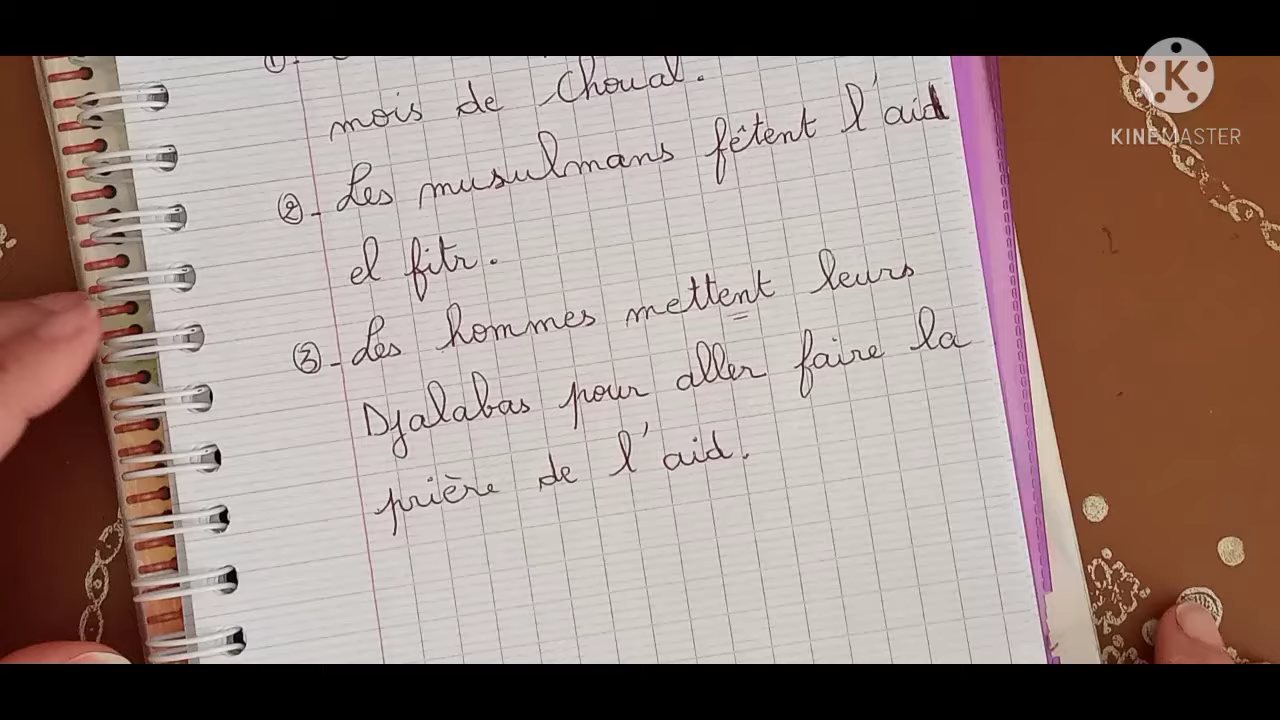 ①-
mois de Choual.
②- Les musulmans fêtent l'aid
el fitr.
③- Les hommes mettent leurs
Djalabas pour aller faire la
prière de l'aid.
KINEMASTER